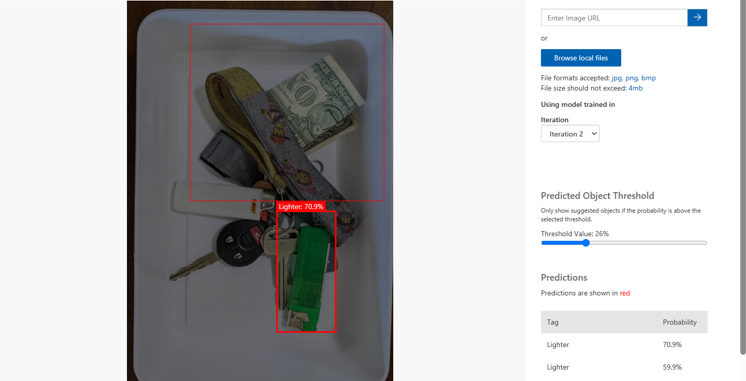 Enter Image URL
or
Browse local files
File formats accepted: jpg, png, bmp
File size should not exceed: 4mb
Using model trained in
Iteration
Iteration 2
Predicted Object Threshold
Only show suggested objects if the probability is above the
selected threshold.
Threshold Value: 26%
Predictions
Predictions are shown in red
Tag Probability
Lighter 70.9%
Lighter 59.9%
Lighter: 70.9%